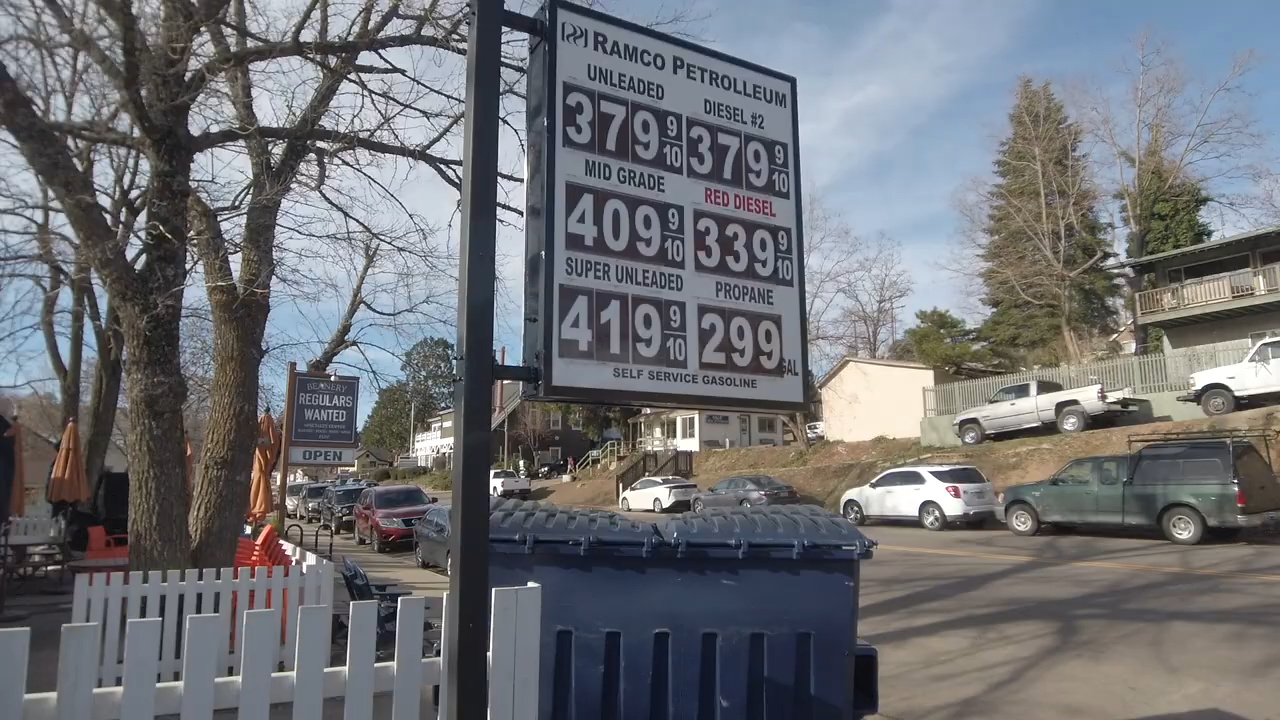 RAMCO PETROLLEUM
UNLEADED
379 9/10
DIESEL #2
379 9/10
MID GRADE
409 9/10
RED DIESEL
339 9/10
SUPER UNLEADED
419 9/10
PROPANE
299 GAL
SELF SERVICE GASOLINE
BEANERY
REGULARS
WANTED
OPEN